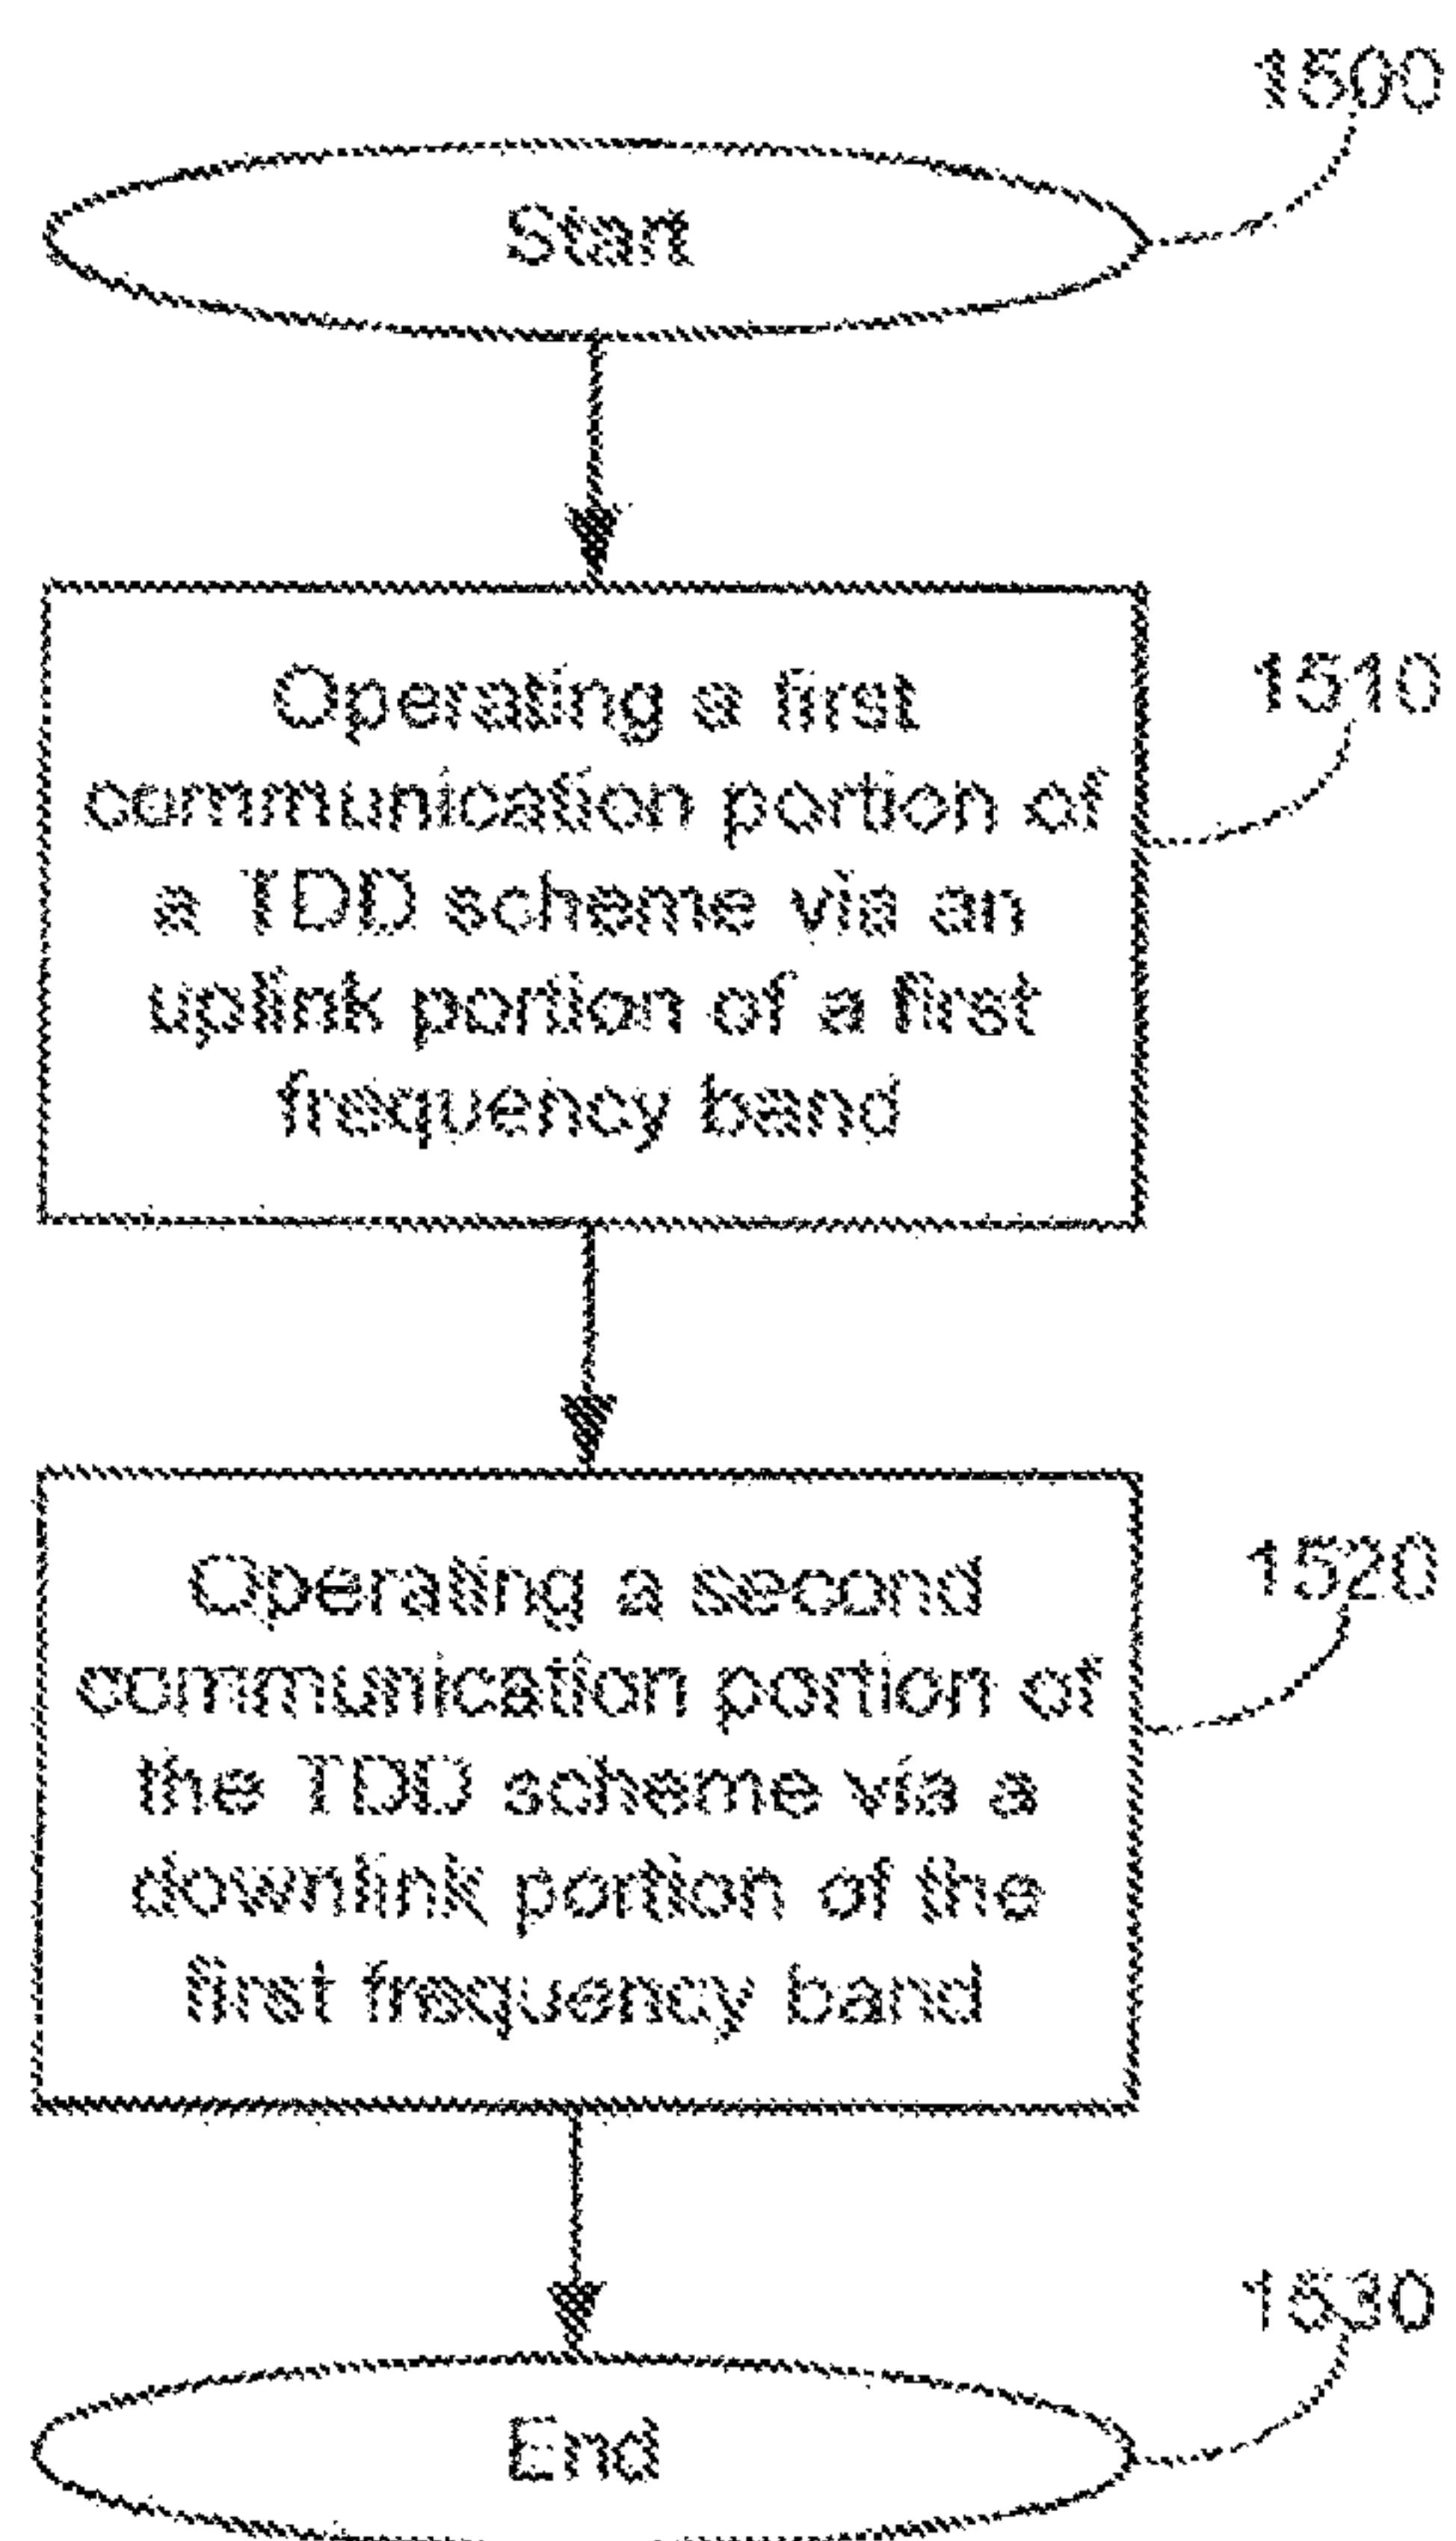 1500
Start
Operating a first
communication portion of
a TDD scheme via an
uplink portion of a first
frequency band
1510
Operating a second
communication portion of
the TDD scheme via a
downlink portion of the
first frequency band
1520
End
1530